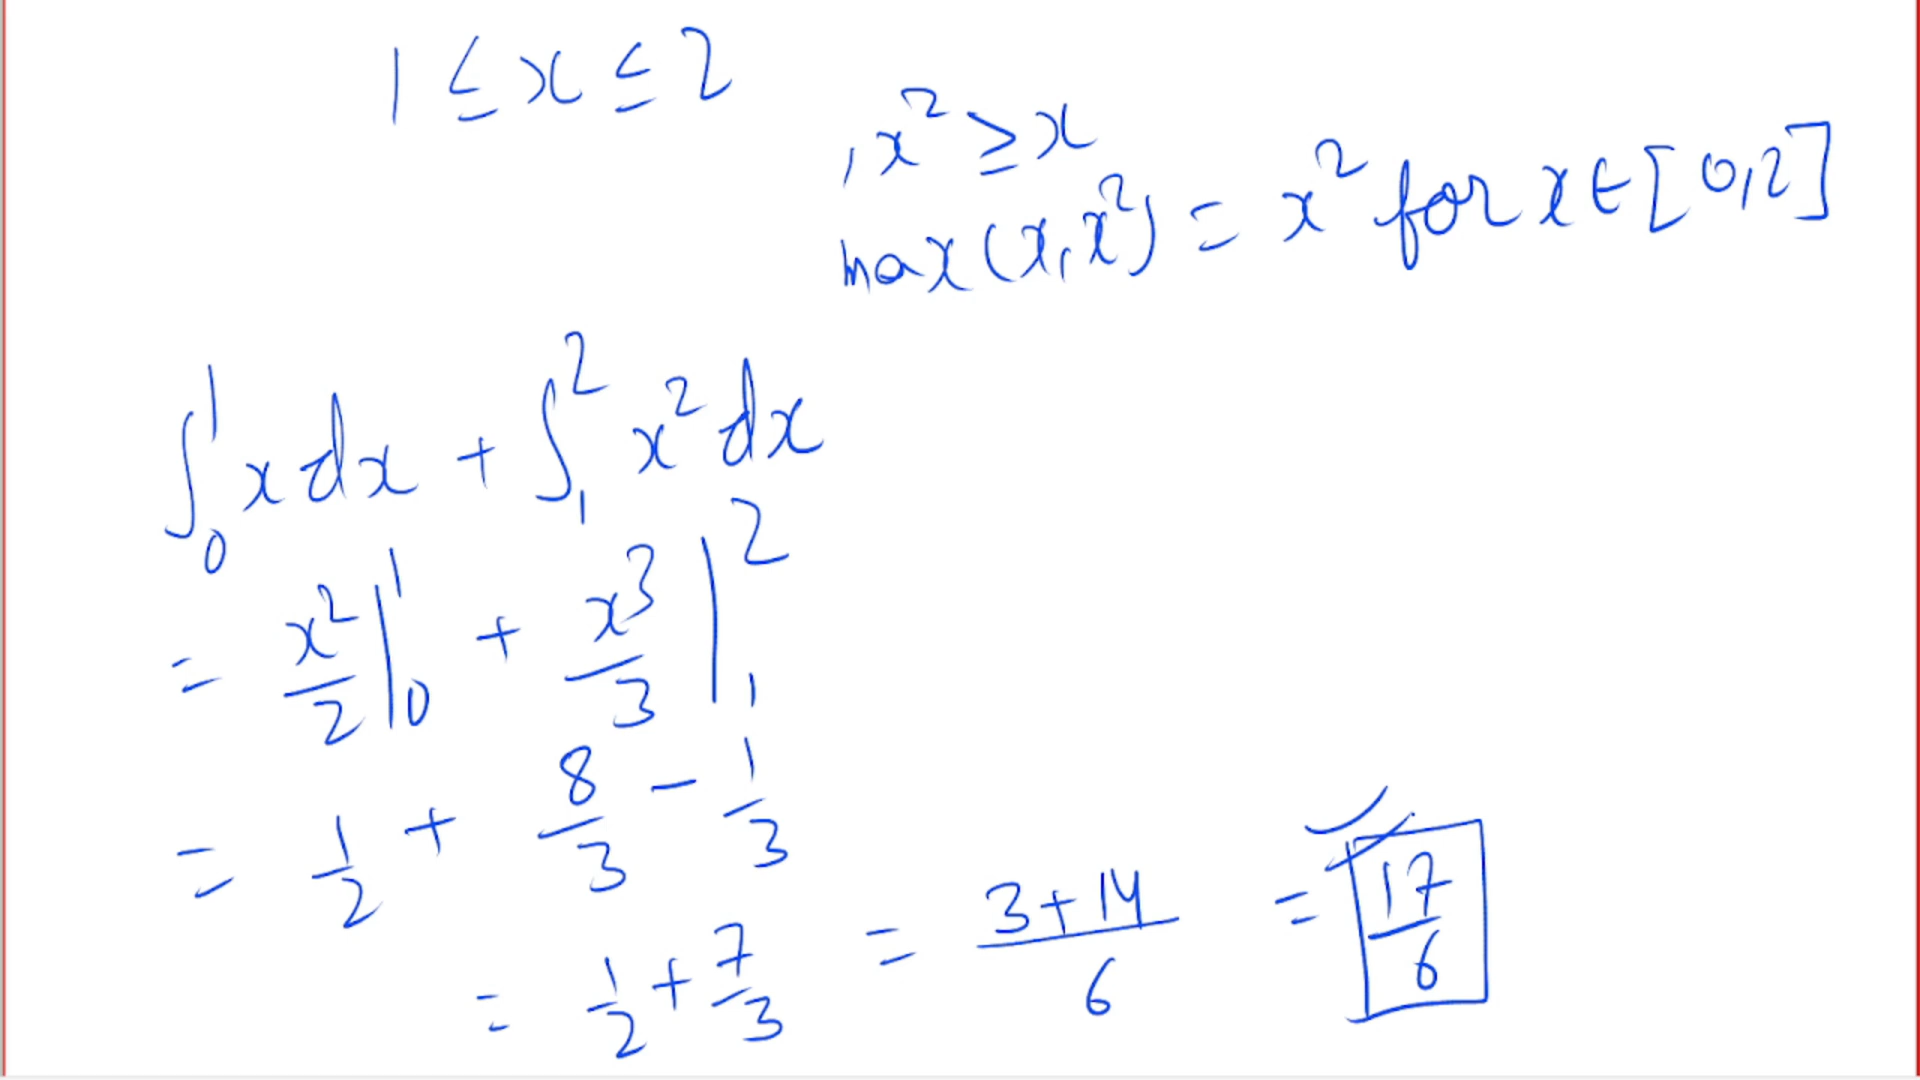 1 ≤ x ≤ 2
, x² ≥ x
max(x, x²) = x² for x ∈ [0,2]
∫₀¹ x dx + ∫₁² x² dx
= x²/2 |₀¹ + x³/3 |₁²
= 1/2 + 8/3 - 1/3
= 1/2 + 7/3 = (3+14)/6 = 17/6